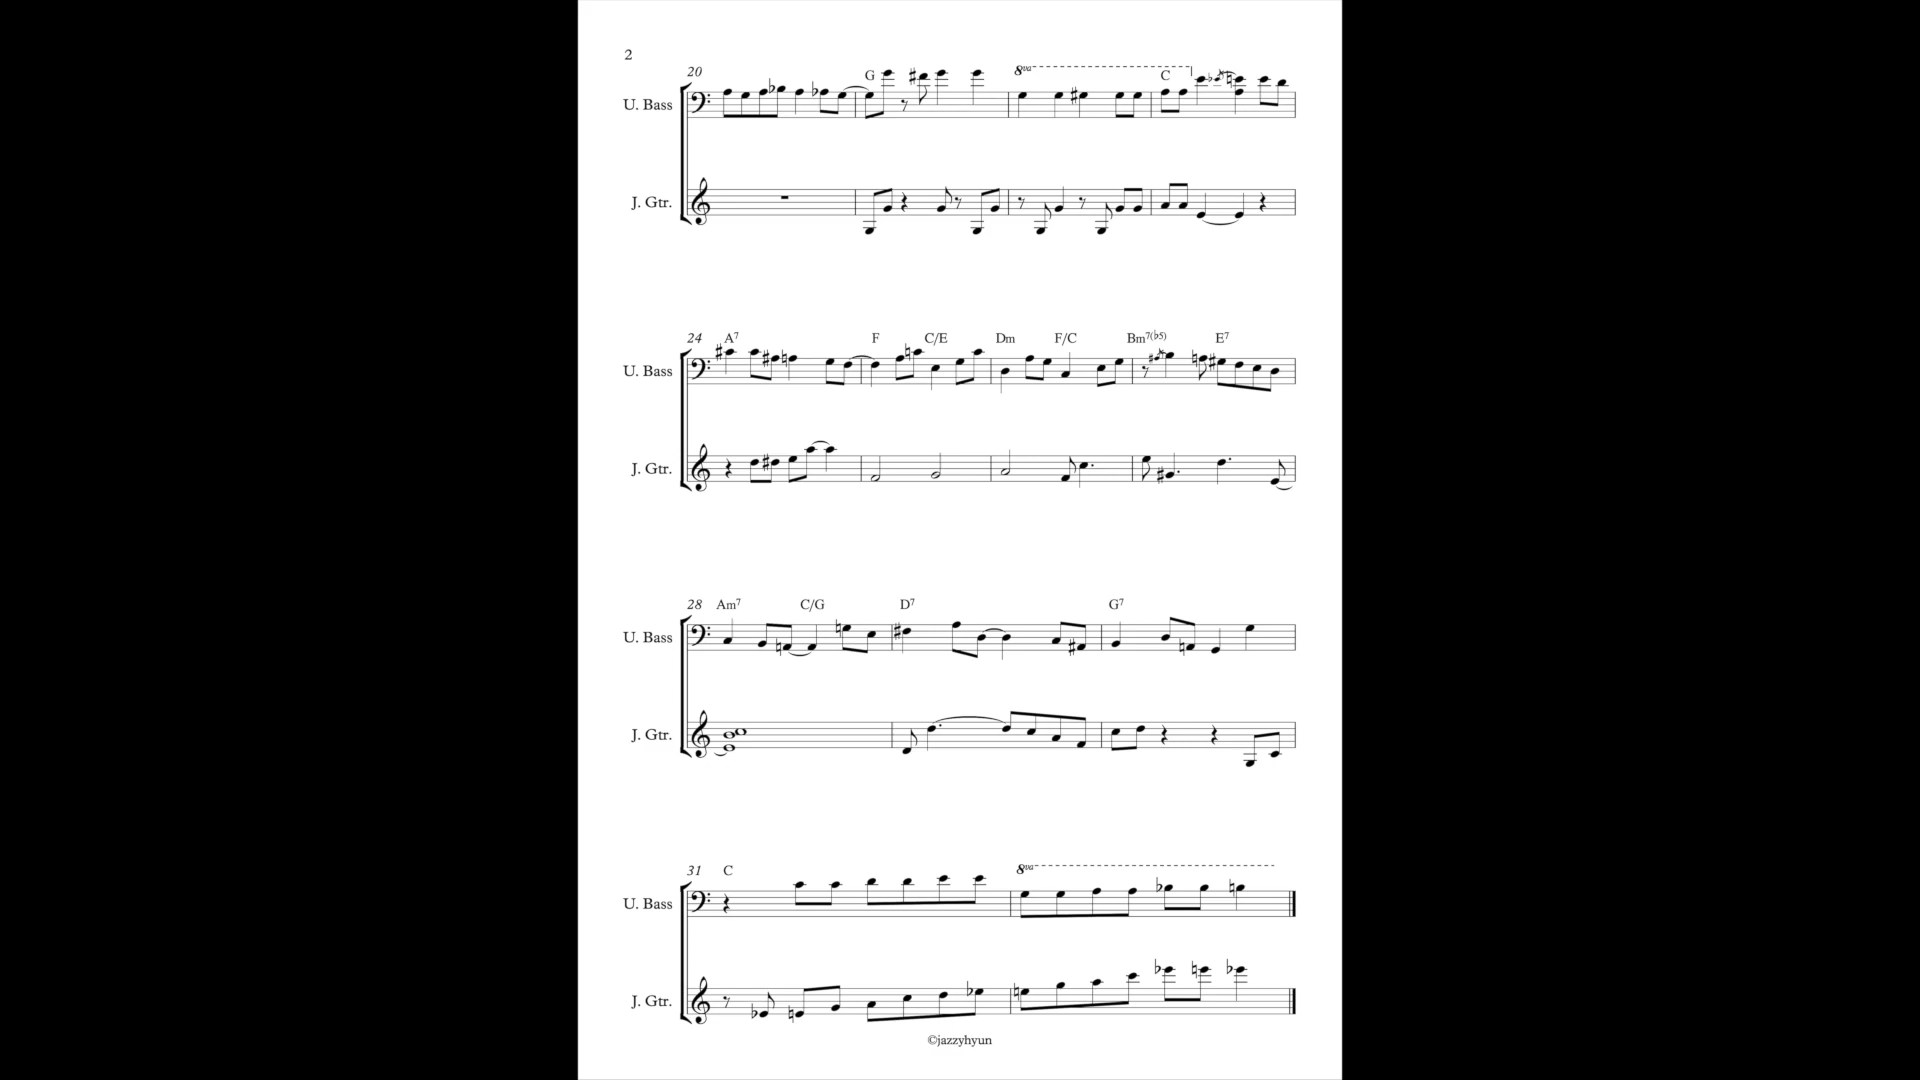 2
20
G
8va
C
U. Bass
J. Gtr.
24
A7
F
C/E
Dm
F/C
Bm7(♭5)
E7
U. Bass
J. Gtr.
28
Am7
C/G
D7
G7
U. Bass
J. Gtr.
31
C
8va
U. Bass
J. Gtr.
©jazzyhyun